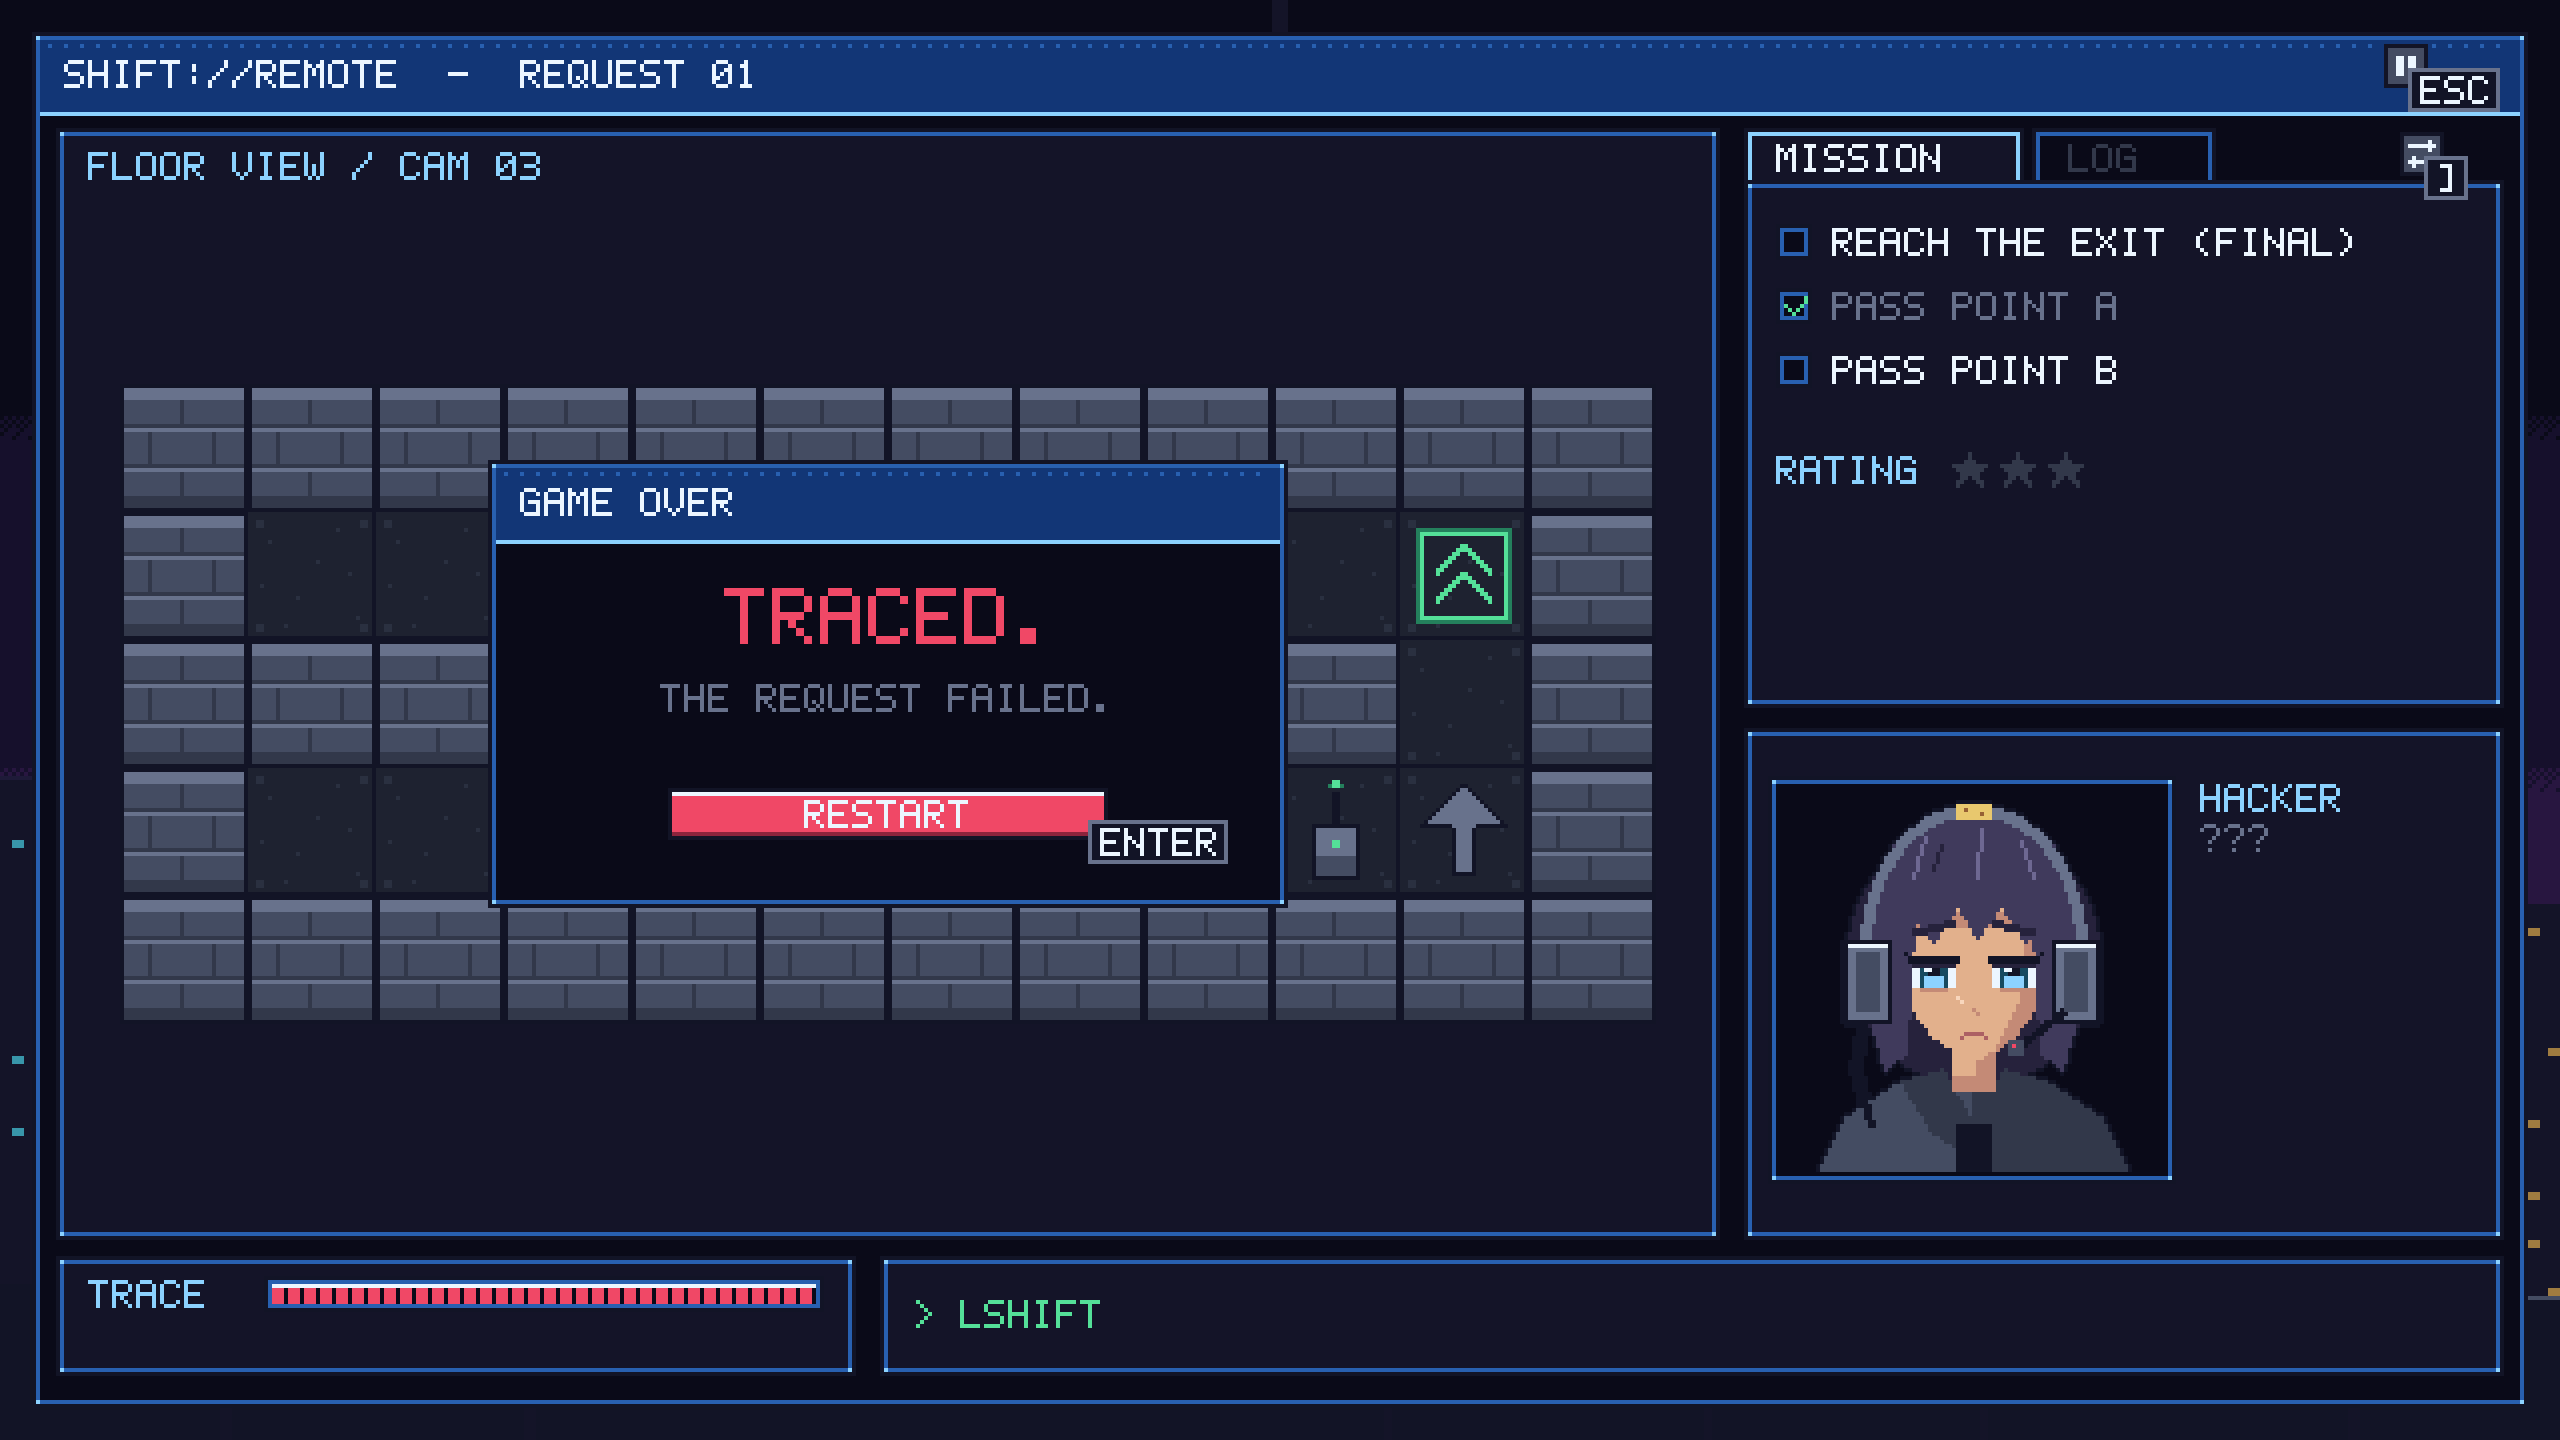 SHIFT://REMOTE - REQUEST 01
ESC
FLOOR VIEW / CAM 03
MISSION
LOG
]
REACH THE EXIT (FINAL)
PASS POINT A
PASS POINT B
RATING
GAME OVER
TRACED.
THE REQUEST FAILED.
RESTART
ENTER
HACKER
???
TRACE
> LSHIFT